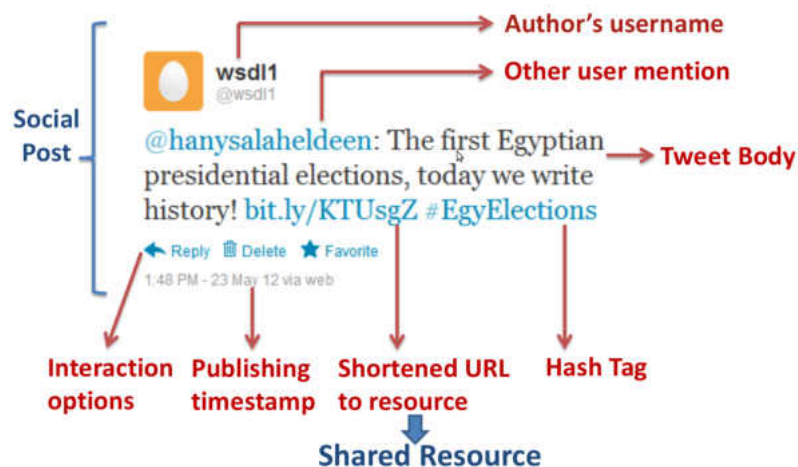 Author's username
wsdl1
@wsdl1
Other user mention
Social
Post
@hanysalaheldeen: The first Egyptian
presidential elections, today we write
history! bit.ly/KTUsgZ #EgyElections
Tweet Body
Reply Delete Favorite
1:48 PM - 23 May 12 via web
Interaction
options
Publishing
timestamp
Shortened URL
to resource
Hash Tag
Shared Resource